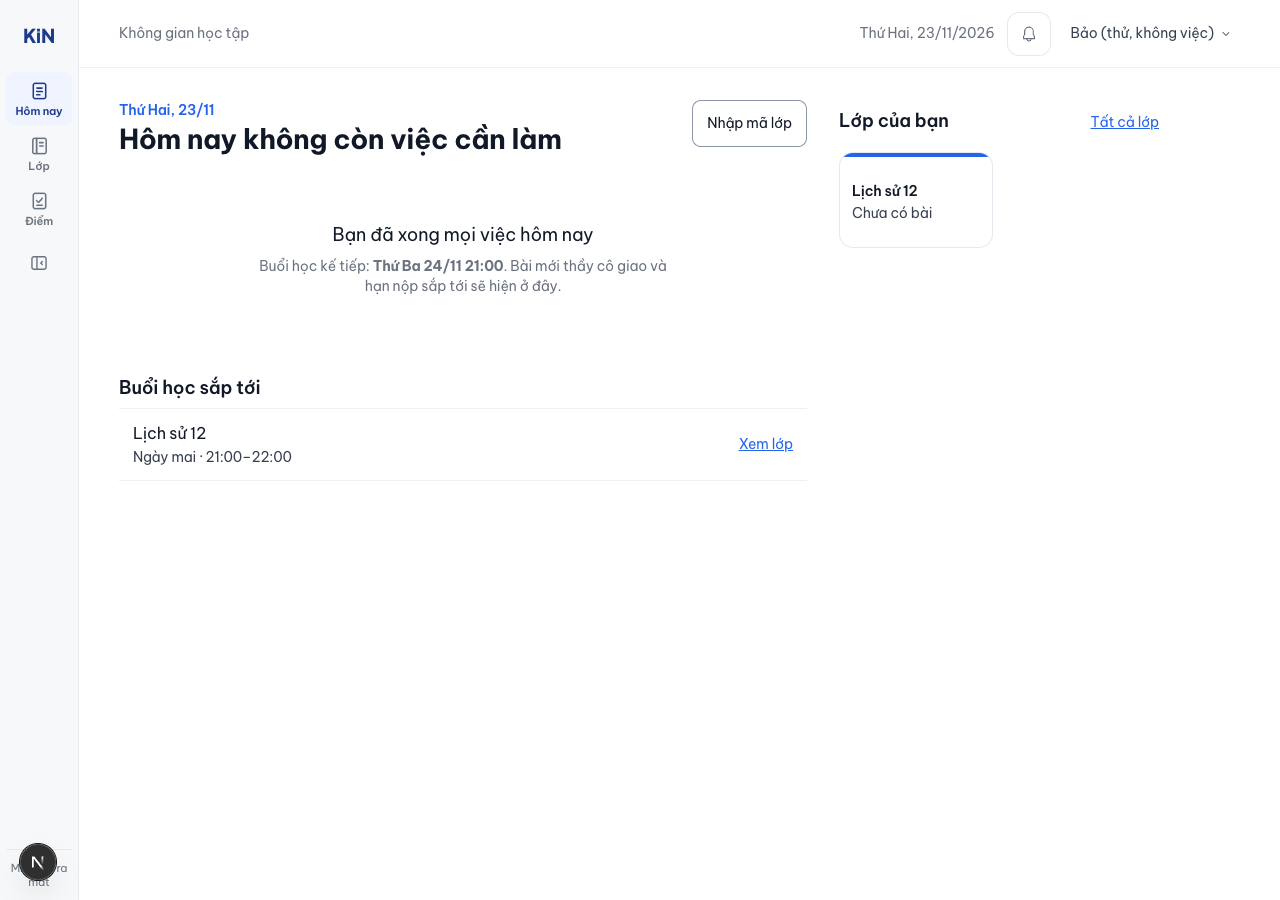 KiN
Hôm nay
Lớp
Điểm
Không gian học tập
Thứ Hai, 23/11/2026
Bảo (thử, không việc)
Thứ Hai, 23/11
Hôm nay không còn việc cần làm
Nhập mã lớp
Bạn đã xong mọi việc hôm nay
Buổi học kế tiếp: Thứ Ba 24/11 21:00. Bài mới thầy cô giao và
hạn nộp sắp tới sẽ hiện ở đây.
Buổi học sắp tới
Lịch sử 12
Ngày mai · 21:00–22:00
Xem lớp
Lớp của bạn
Tất cả lớp
Lịch sử 12
Chưa có bài
N
ra